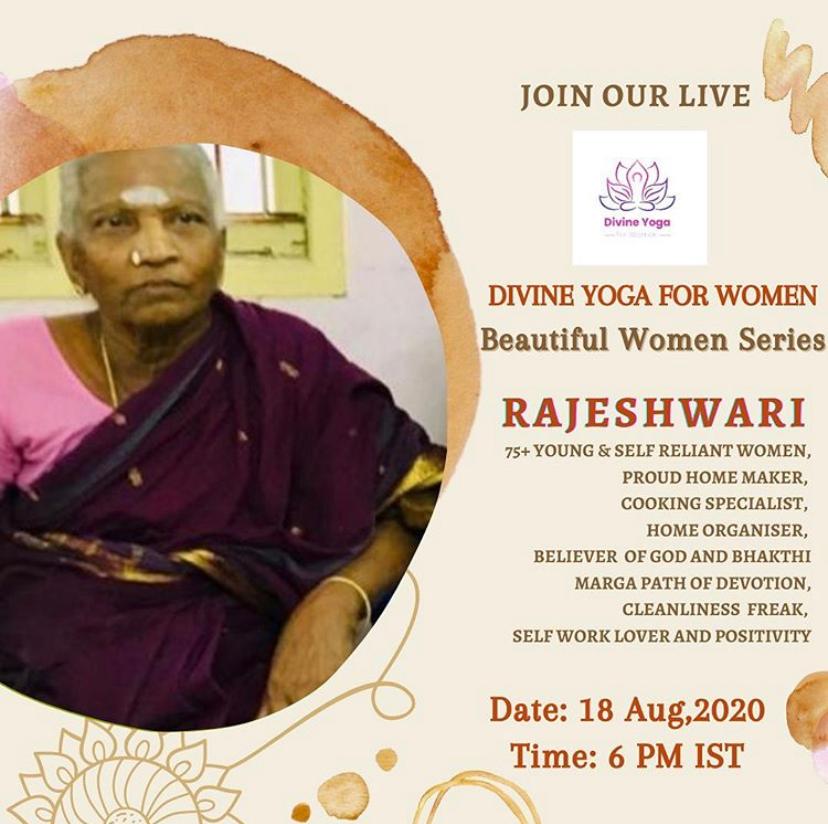 JOIN OUR LIVE
Divine Yoga
DIVINE YOGA FOR WOMEN
Beautiful Women Series
RAJESHWARI
75+ YOUNG & SELF RELIANT WOMEN,
PROUD HOME MAKER,
COOKING SPECIALIST,
HOME ORGANISER,
BELIEVER OF GOD AND BHAKTHI
MARGA PATH OF DEVOTION,
CLEANLINESS FREAK,
SELF WORK LOVER AND POSITIVITY
Date: 18 Aug,2020
Time: 6 PM IST